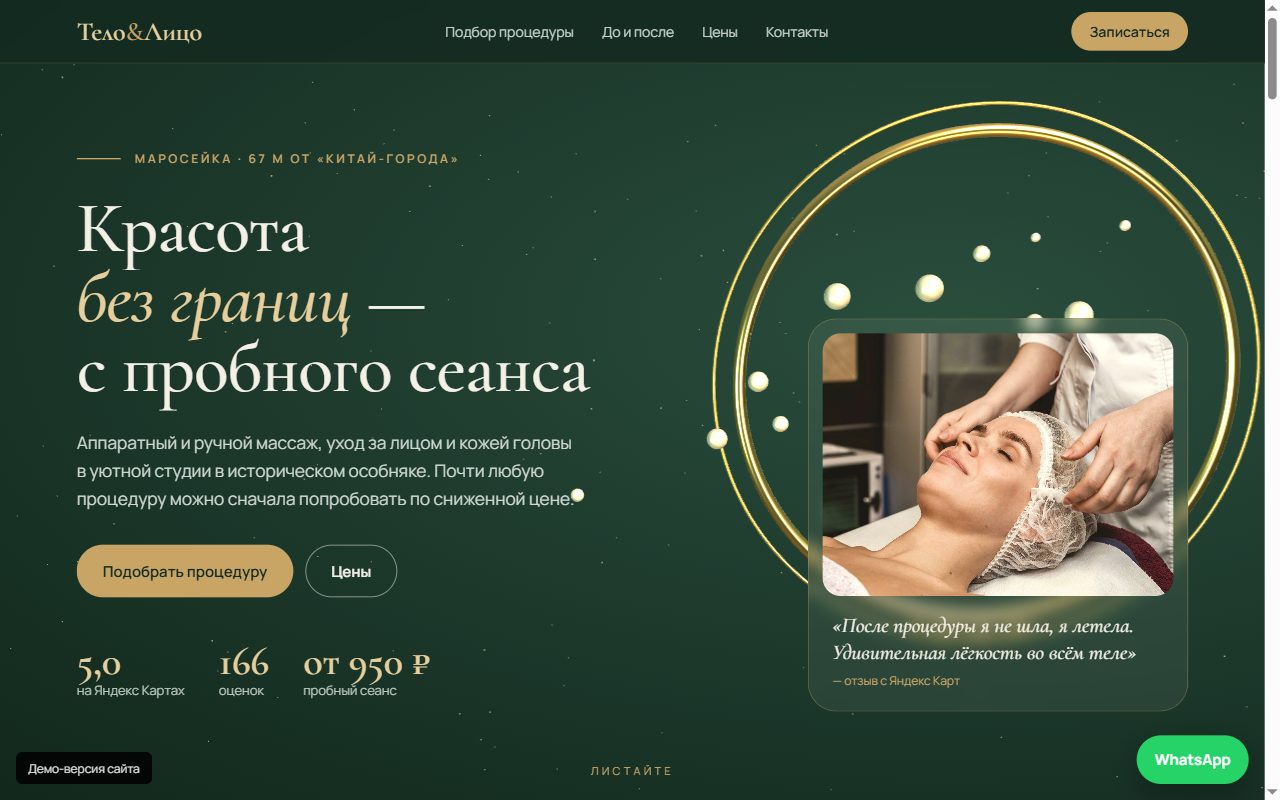 Тело&Лицо
Подбор процедуры
До и после
Цены
Контакты
Записаться
МАРОСЕЙКА · 67 М ОТ «КИТАЙ-ГОРОДА»
Красота
без границ —
с пробного сеанса
Аппаратный и ручной массаж, уход за лицом и кожей головы
в уютной студии в историческом особняке. Почти любую
процедуру можно сначала попробовать по сниженной цене.
Подобрать процедуру
Цены
5,0
на Яндекс Картах
166
оценок
от 950 ₽
пробный сеанс
«После процедуры я не шла, я летела.
Удивительная лёгкость во всём теле»
— отзыв с Яндекс Карт
Демо-версия сайта
ЛИСТАЙТЕ
WhatsApp